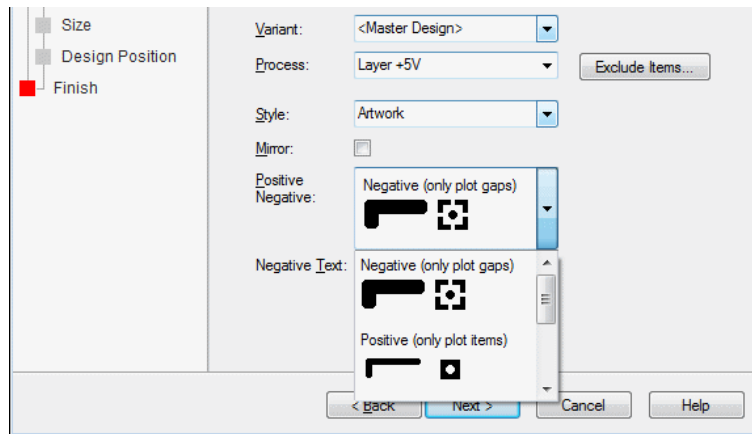 Size
Design Position
Finish
Variant: <Master Design>
Process: Layer +5V Exclude Items...
Style: Artwork
Mirror:
Positive
Negative: Negative (only plot gaps)
Negative Text: Negative (only plot gaps)
Positive (only plot items)
< Back Next > Cancel Help